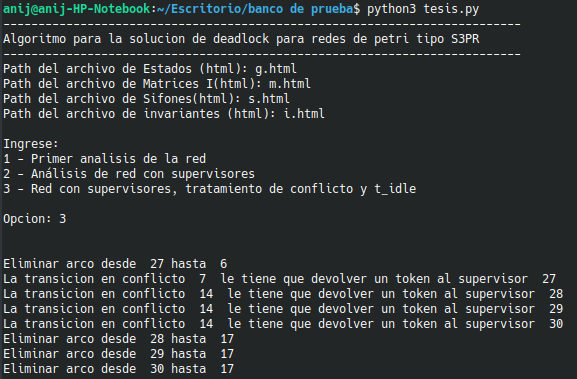 anij@anij-HP-Notebook:~/Escritorio/banco de prueba$ python3 tesis.py
----------------------------------------------------------------------
Algoritmo para la solucion de deadlock para redes de petri tipo S3PR
----------------------------------------------------------------------
Path del archivo de Estados (html): g.html
Path del archivo de Matrices I(html): m.html
Path del archivo de Sifones(html): s.html
Path del archivo de invariantes (html): i.html
Ingrese:
1 - Primer analisis de la red
2 - Análisis de red con supervisores
3 - Red con supervisores, tratamiento de conflicto y t_idle
Opcion: 3
Eliminar arco desde  27 hasta  6
La transicion en conflicto  7  le tiene que devolver un token al supervisor  27
La transicion en conflicto  14  le tiene que devolver un token al supervisor  28
La transicion en conflicto  14  le tiene que devolver un token al supervisor  29
La transicion en conflicto  14  le tiene que devolver un token al supervisor  30
Eliminar arco desde  28 hasta  17
Eliminar arco desde  29 hasta  17
Eliminar arco desde  30 hasta  17